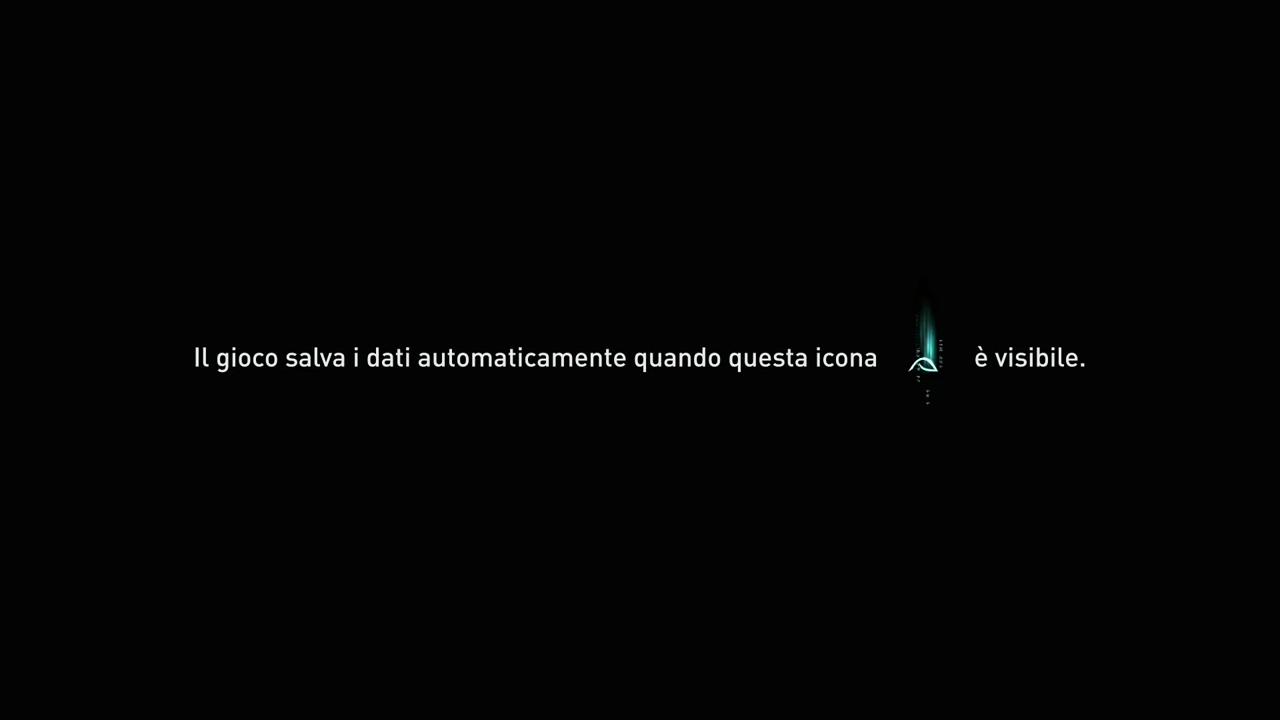 Il gioco salva i dati automaticamente quando questa icona è visibile.